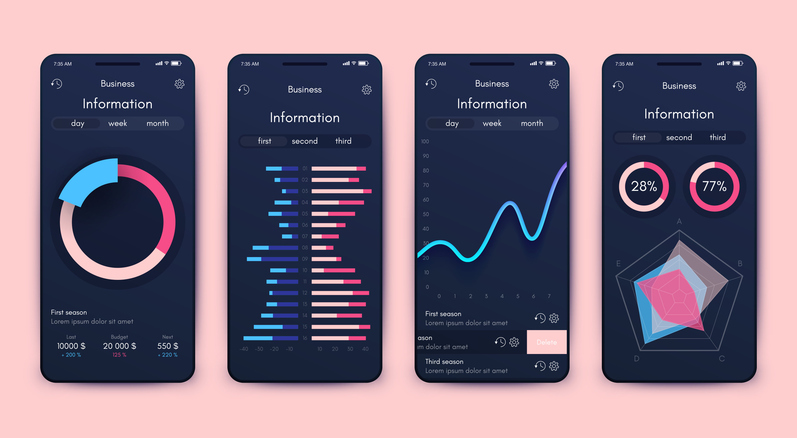 7:35 AM
Business
Information
day week month
First season
Lorem ipsum dolor sit amet
Last Budget Next
10000 $ 20 000 $ 550 $
+ 200 % 125 % + 220 %
7:35 AM
Business
Information
first second third
01
02
03
04
05
06
07
08
09
10
11
12
13
14
15
16
-40 -30 -20 -10 10 20 30 40
7:35 AM
Business
Information
day week month
100
90
80
70
60
50
40
30
20
10
0
0 1 2 3 4 5 6 7
First season
Lorem ipsum dolor sit amet
ason
m dolor sit amet
Delete
Third season
Lorem ipsum dolor sit amet
7:35 AM
Business
Information
first second third
28% 77%
A
E B
D C